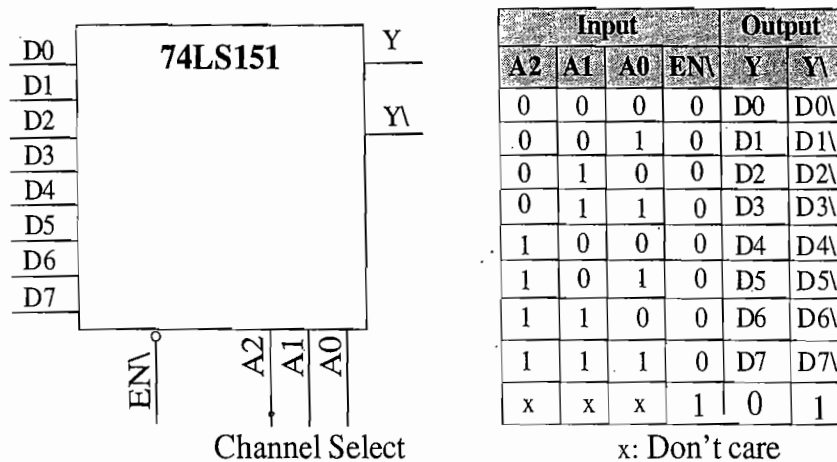 74LS151
D0
D1
D2
D3
D4
D5
D6
D7
Y
Y\
EN\
A2
A1
A0
Channel Select
Input Output
A2 A1 A0 EN\ Y Y\
0 0 0 0 D0 D0\
0 0 1 0 D1 D1\
0 1 0 0 D2 D2\
0 1 1 0 D3 D3\
1 0 0 0 D4 D4\
1 0 1 0 D5 D5\
1 1 0 0 D6 D6\
1 1 1 0 D7 D7\
x x x 1 0 1
x: Don't care